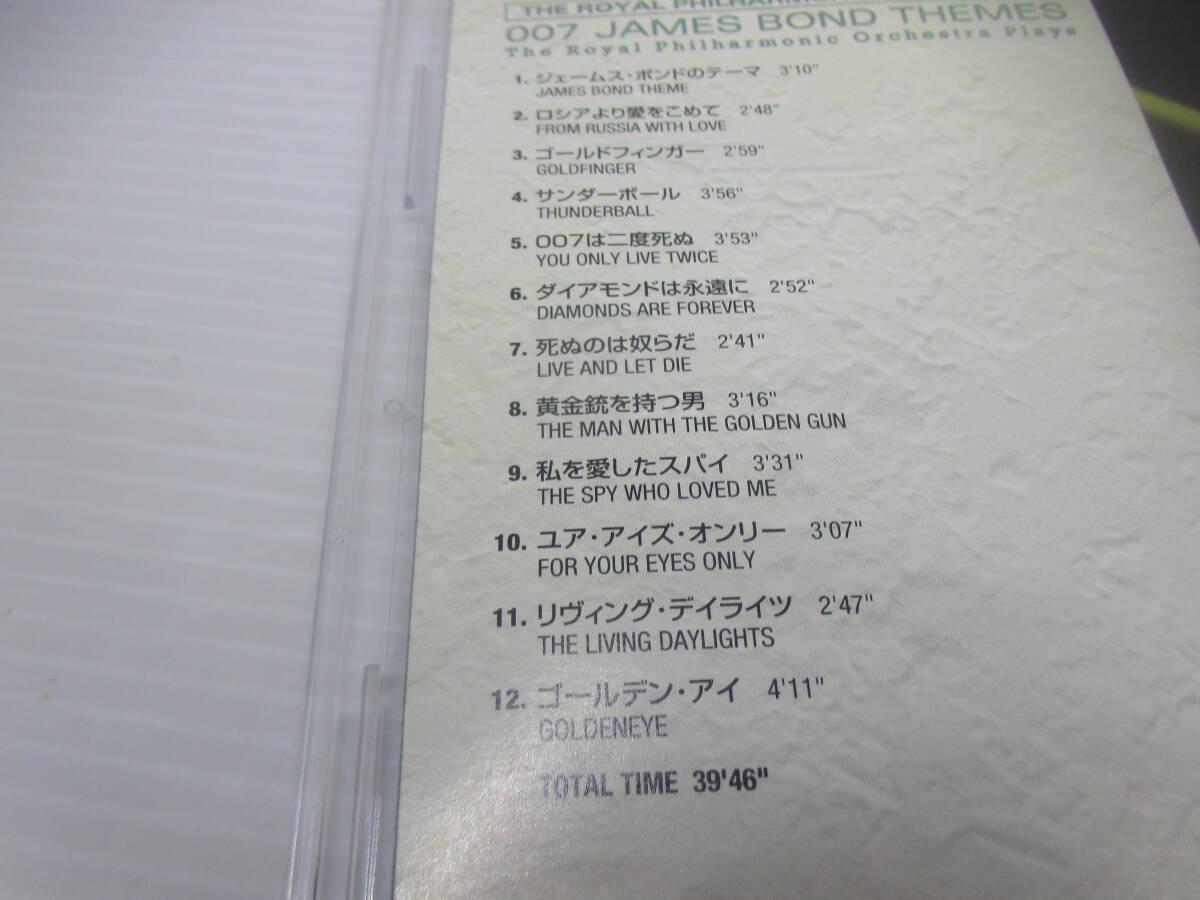 THE ROYAL PHILHARMONIC
007 JAMES BOND THEMES
The Royal Philharmonic Orchestra Plays
1. ジェームス・ボンドのテーマ 3'10"
JAMES BOND THEME
2. ロシアより愛をこめて 2'48"
FROM RUSSIA WITH LOVE
3. ゴールドフィンガー 2'59"
GOLDFINGER
4. サンダーボール 3'56"
THUNDERBALL
5. 007は二度死ぬ 3'53"
YOU ONLY LIVE TWICE
6. ダイアモンドは永遠に 2'52"
DIAMONDS ARE FOREVER
7. 死ぬのは奴らだ 2'41"
LIVE AND LET DIE
8. 黄金銃を持つ男 3'16"
THE MAN WITH THE GOLDEN GUN
9. 私を愛したスパイ 3'31"
THE SPY WHO LOVED ME
10. ユア・アイズ・オンリー 3'07"
FOR YOUR EYES ONLY
11. リヴィング・デイライツ 2'47"
THE LIVING DAYLIGHTS
12. ゴールデン・アイ 4'11"
GOLDENEYE
TOTAL TIME 39'46"